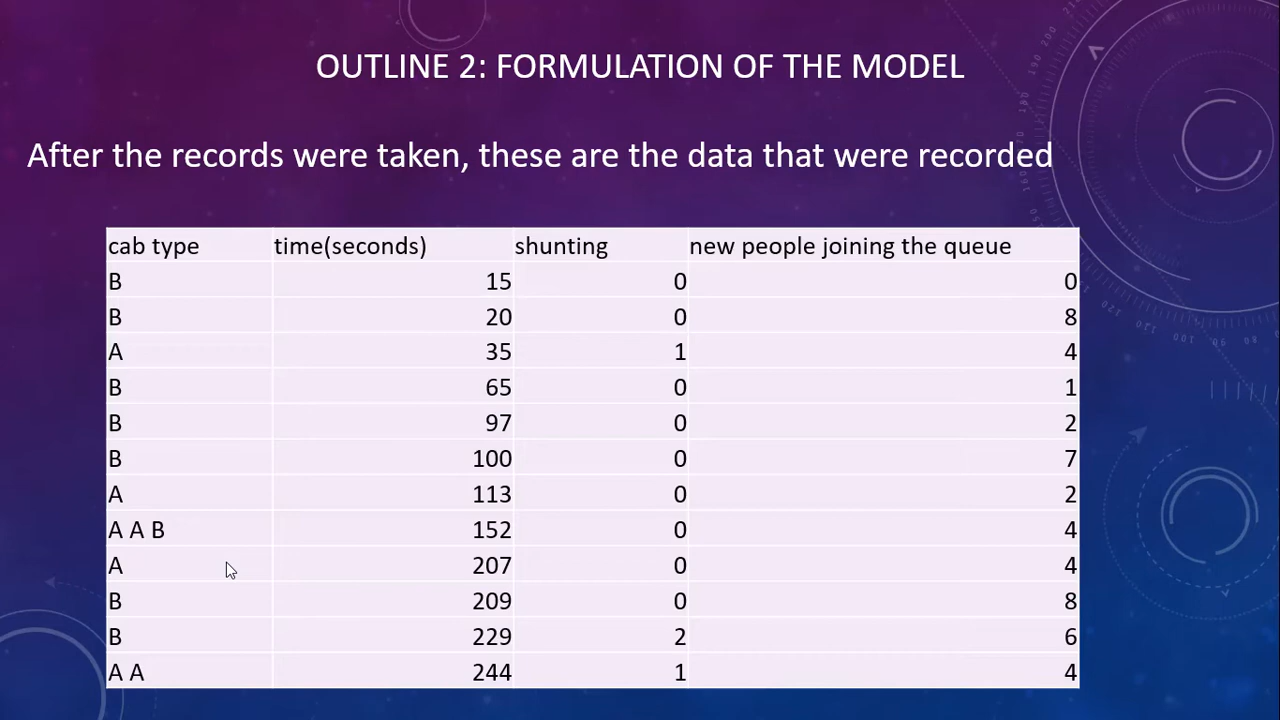 OUTLINE 2: FORMULATION OF THE MODEL
After the records were taken, these are the data that were recorded
cab type time(seconds) shunting new people joining the queue
B 15 0 0
B 20 0 8
A 35 1 4
B 65 0 1
B 97 0 2
B 100 0 7
A 113 0 2
A A B 152 0 4
A 207 0 4
B 209 0 8
B 229 2 6
A A 244 1 4